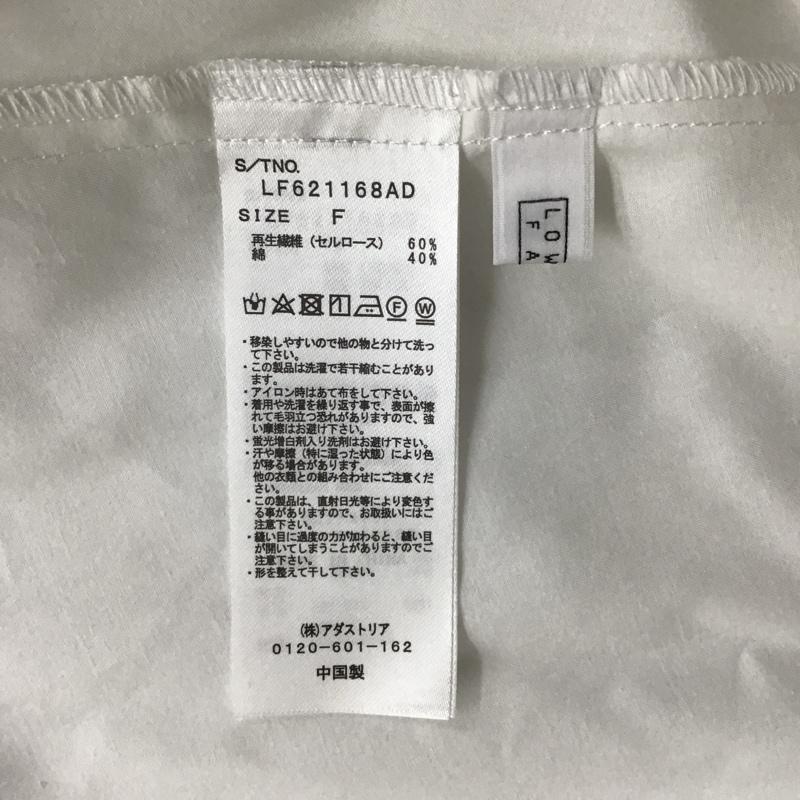 S/TNO.
LF621168AD
SIZE F
再生繊維（セルロース） 60%
綿 40%
F W
・移染しやすいので他の物と分けて洗っ
て下さい。
・この製品は洗濯で若干縮むことがあり
ます。
・アイロン時はあて布をして下さい。
・着用や洗濯を繰り返す事で、表面が擦
れて毛羽立つ恐れがありますので、強
い摩擦はお避け下さい。
・蛍光増白剤入り洗剤はお避け下さい。
・汗や摩擦（特に湿った状態）により色
が移る場合があります。
他の衣類との組み合わせにご注意くだ
さい。
・この製品は、直射日光等により変色す
る事がありますので、お取扱いにはご
注意下さい。
・縫い目に過度の力が加わると、縫い目
が開いてしまうことがありますのでご
注意下さい。
・形を整えて干して下さい。
(株)アダストリア
0120-601-162
中国製
LOW
FA